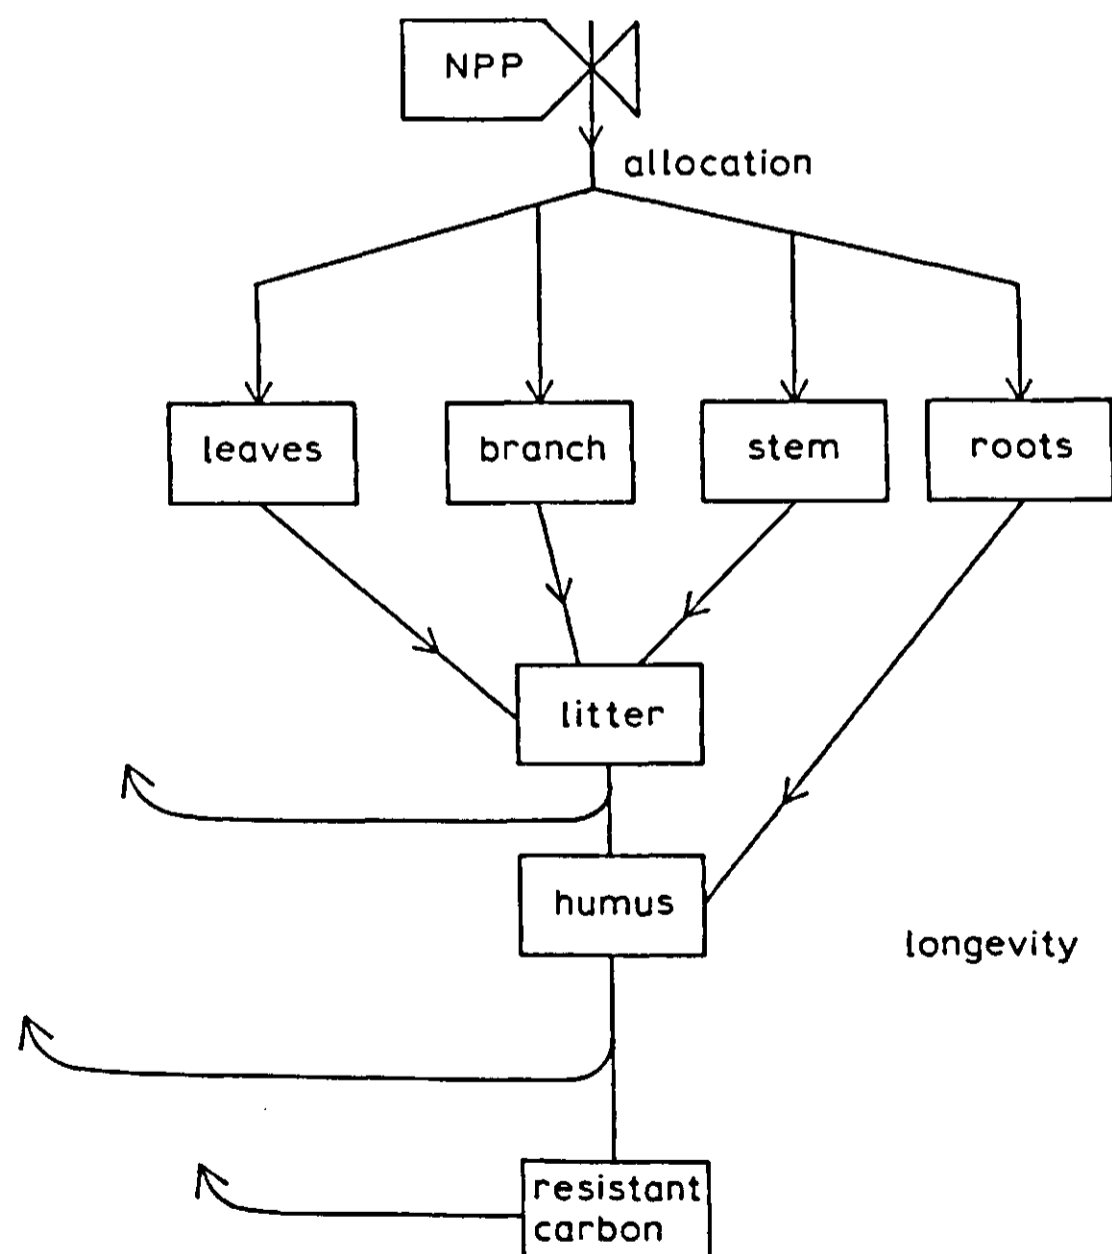 NPP
allocation
leaves
branch
stem
roots
litter
humus
longevity
resistant
carbon